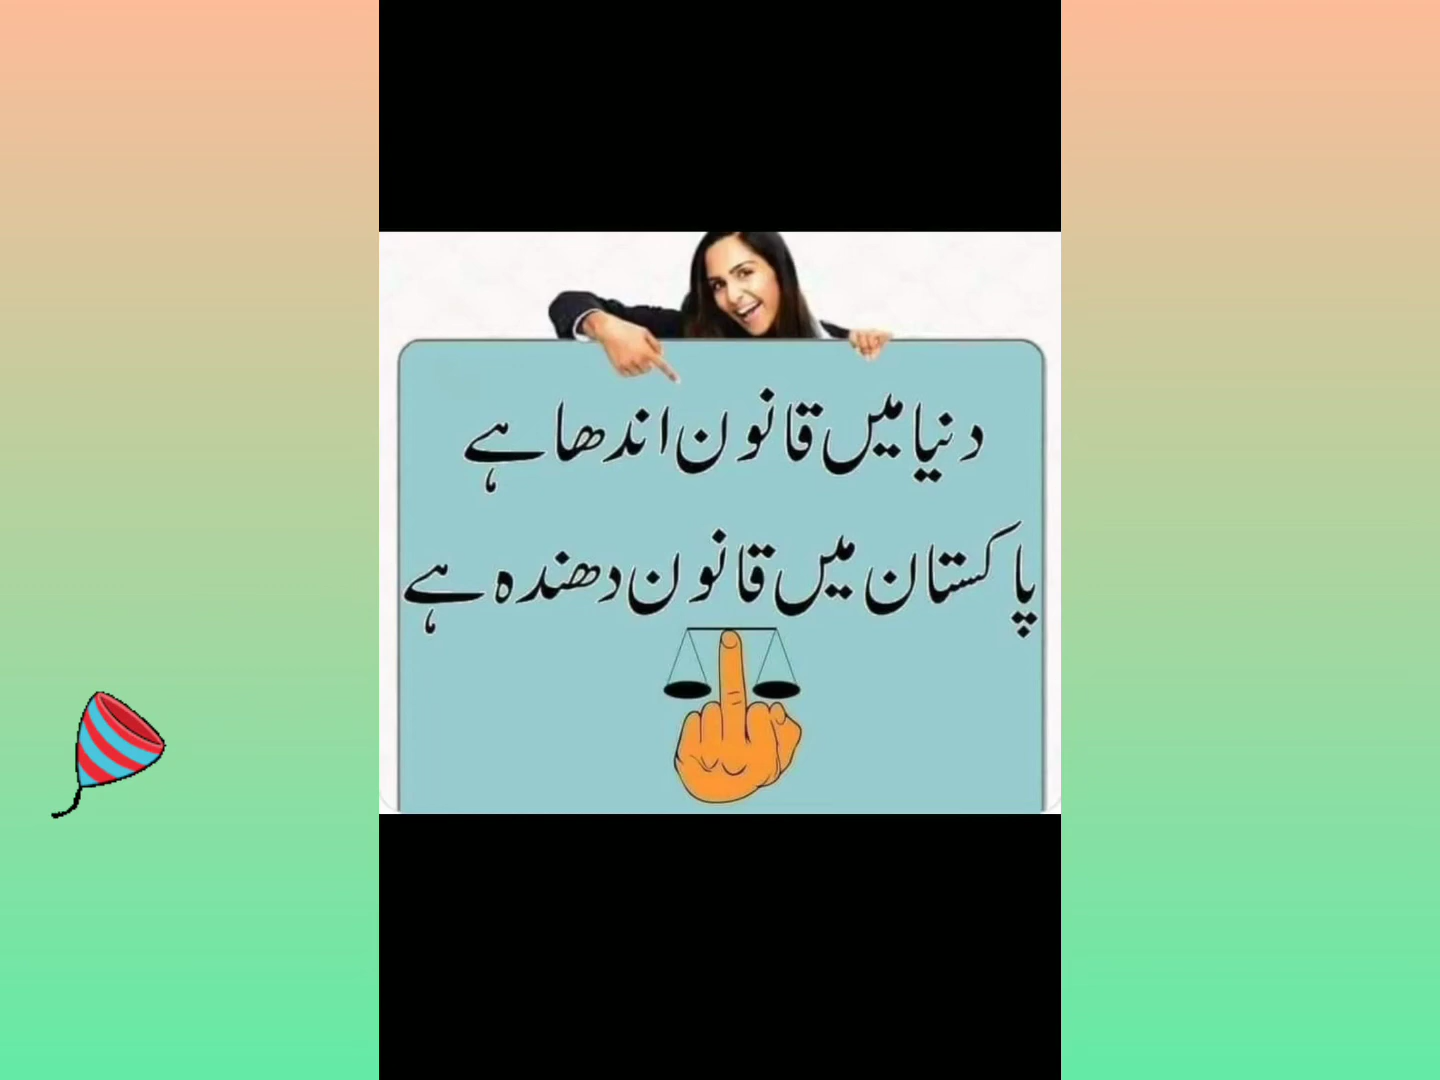 دنیا میں قانون اندھا ہے
پاکستان میں قانون دھندہ ہے